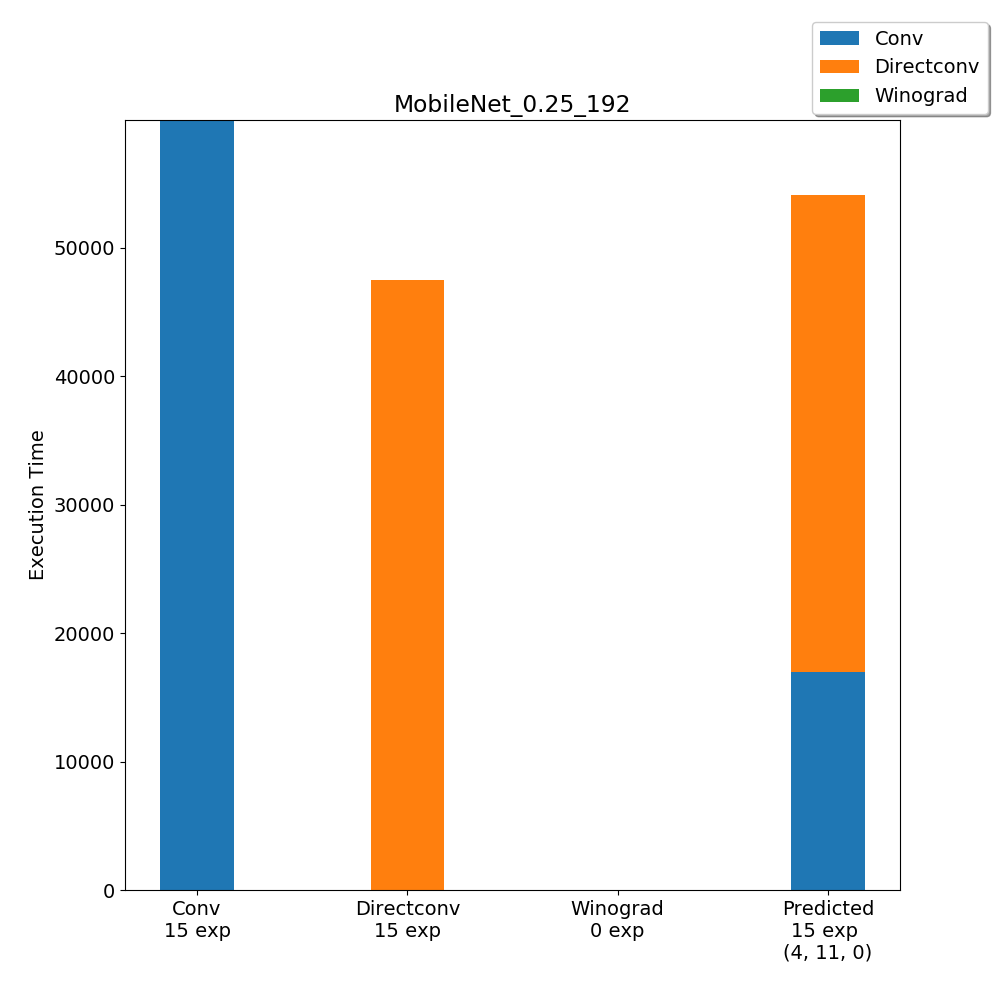 Conv
Directconv
Winograd
MobileNet_0.25_192
Execution Time
50000
40000
30000
20000
10000
0
Conv
15 exp
Directconv
15 exp
Winograd
0 exp
Predicted
15 exp
(4, 11, 0)